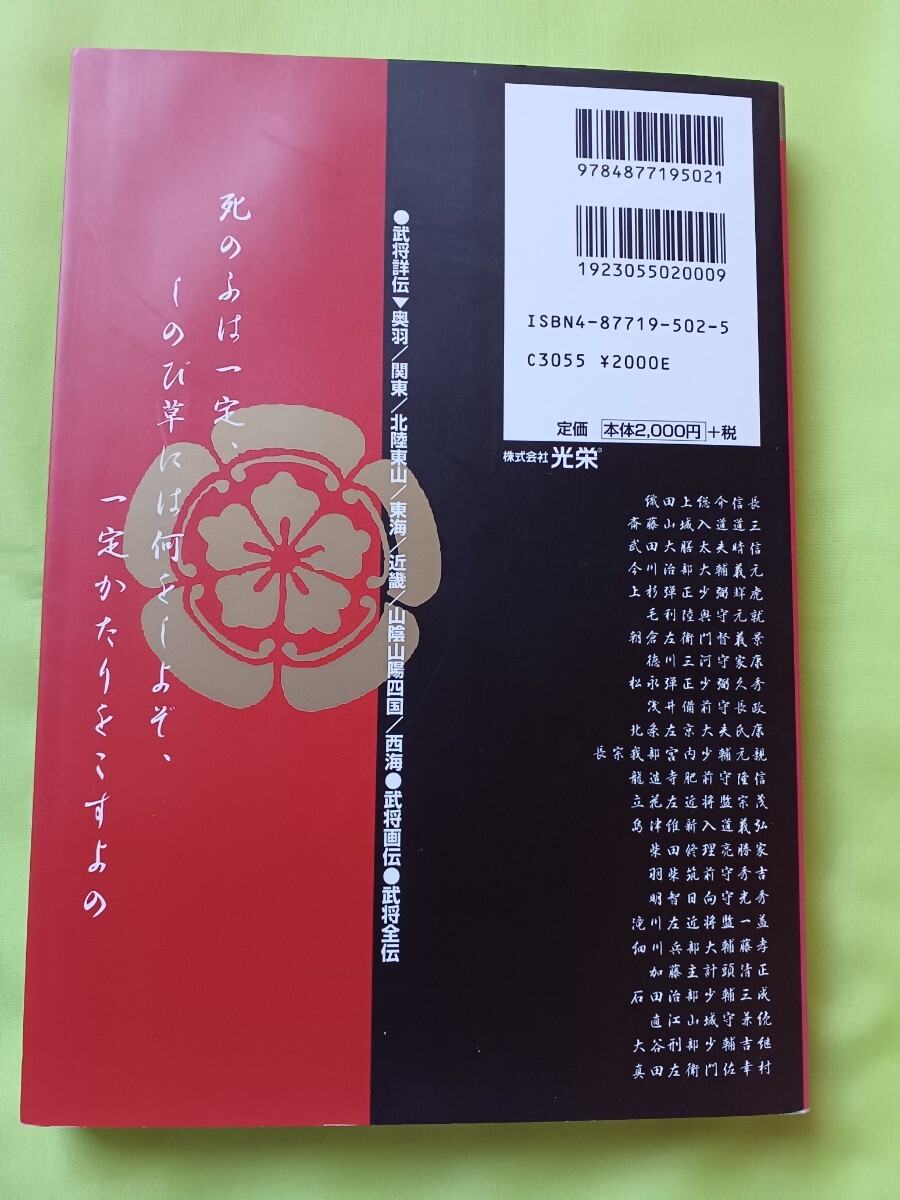 9784877195021
1923055020009
ISBN4-87719-502-5
C3055 ¥2000E
定価 本体2,000円+税
株式会社光栄®
●武将詳伝▼奥羽/関東/北陸東山/東海/近畿/山陰山陽四国/西海●武将画伝●武将全伝
死のふは一定、
しのび草には何をしよぞ、
一定かたりをこすよの
織田上総介信長
斎藤山城入道道三
武田大膳太夫晴信
今川治部大輔義元
上杉弾正少弼輝虎
毛利陸奥守元就
朝倉左衛門督義景
徳川三河守家康
松永弾正少弼久秀
浅井備前守長政
北条左京大夫氏康
長宗我部宮内少輔元親
龍造寺肥前守隆信
立花左近将監宗茂
島津維新入道義弘
柴田修理亮勝家
羽柴筑前守秀吉
明智日向守光秀
滝川左近将監一益
細川兵部大輔藤孝
加藤主計頭清正
石田治部少輔三成
直江山城守兼続
大谷刑部少輔吉継
真田左衛門佐幸村